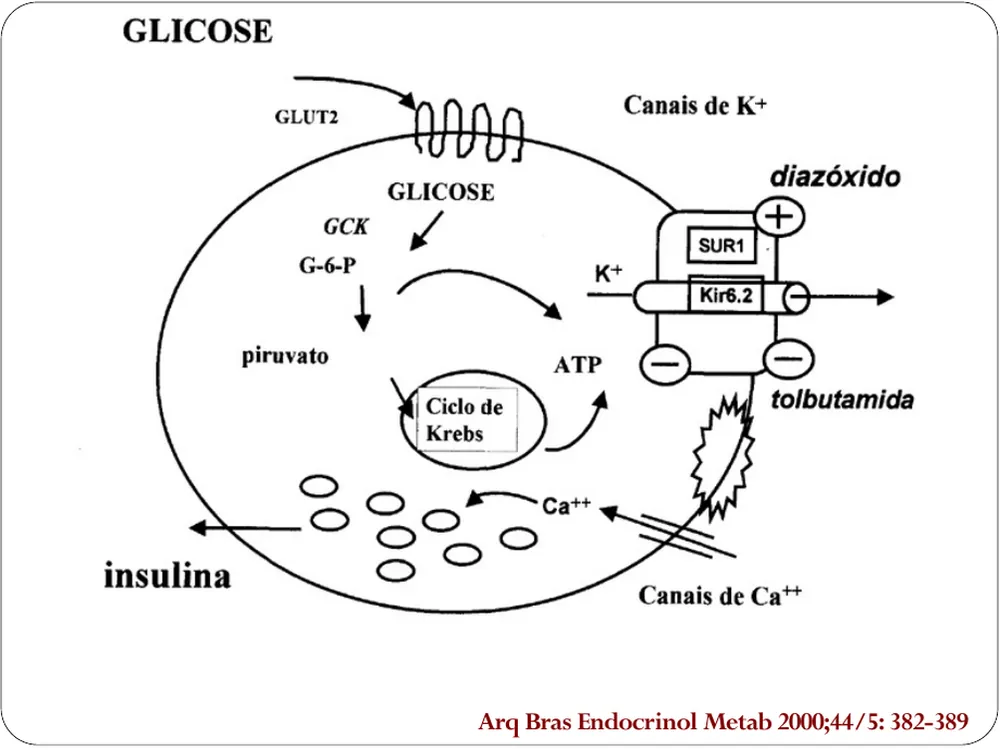 GLICOSE
GLUT2
Canais de K+
diazóxido
GLICOSE
GCK
G-6-P
SUR1
K+
Kir6.2
piruvato
ATP
tolbutamida
Ciclo de
Krebs
Ca++
insulina
Canais de Ca++
Arq Bras Endocrinol Metab 2000;44/5: 382-389